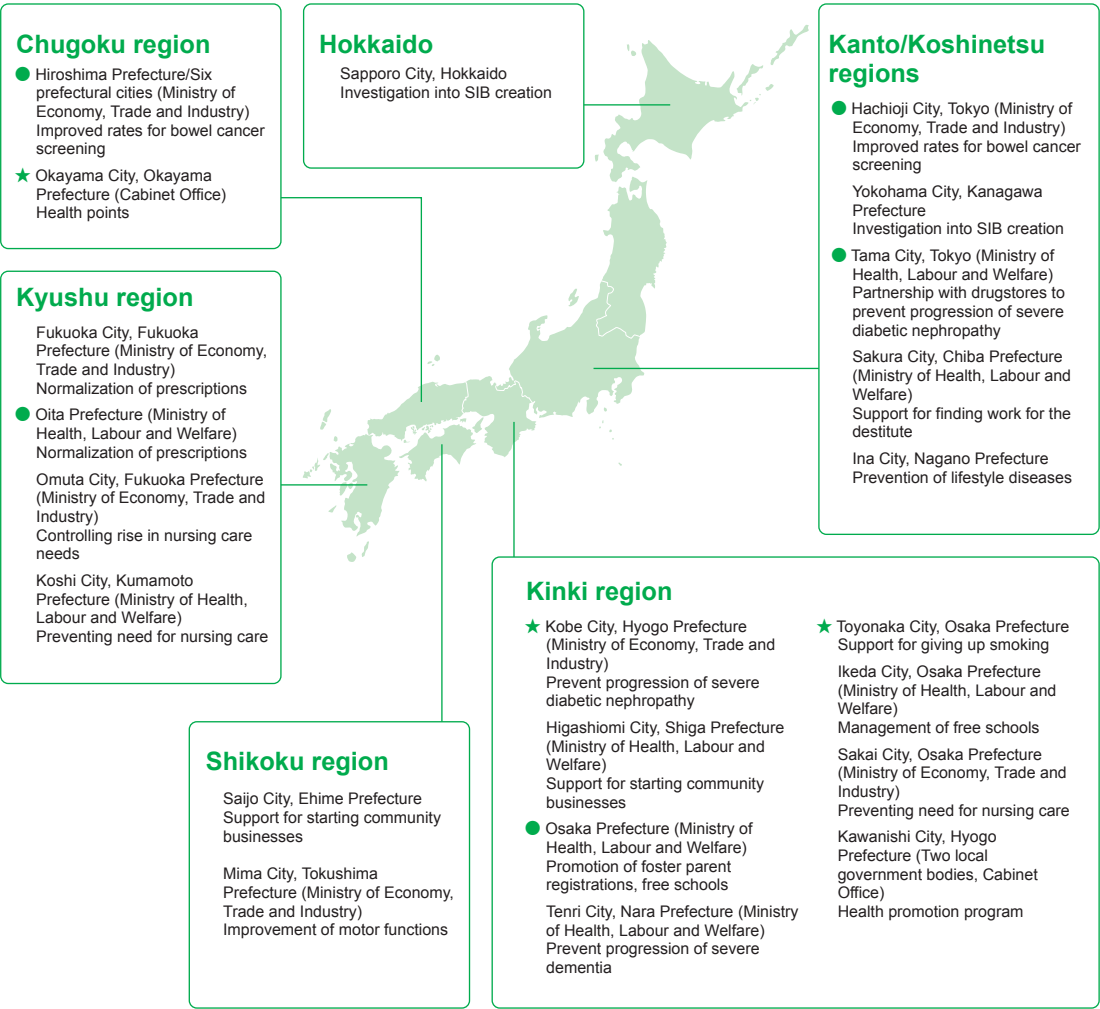 Chugoku region
● Hiroshima Prefecture/Six
prefectural cities (Ministry of
Economy, Trade and Industry)
Improved rates for bowel cancer
screening
★ Okayama City, Okayama
Prefecture (Cabinet Office)
Health points
Hokkaido
Sapporo City, Hokkaido
Investigation into SIB creation
Kanto/Koshinetsu
regions
● Hachioji City, Tokyo (Ministry of
Economy, Trade and Industry)
Improved rates for bowel cancer
screening
Yokohama City, Kanagawa
Prefecture
Investigation into SIB creation
● Tama City, Tokyo (Ministry of
Health, Labour and Welfare)
Partnership with drugstores to
prevent progression of severe
diabetic nephropathy
Sakura City, Chiba Prefecture
(Ministry of Health, Labour and
Welfare)
Support for finding work for the
destitute
Ina City, Nagano Prefecture
Prevention of lifestyle diseases
Kyushu region
Fukuoka City, Fukuoka
Prefecture (Ministry of Economy,
Trade and Industry)
Normalization of prescriptions
● Oita Prefecture (Ministry of
Health, Labour and Welfare)
Normalization of prescriptions
Omuta City, Fukuoka Prefecture
(Ministry of Economy, Trade and
Industry)
Controlling rise in nursing care
needs
Koshi City, Kumamoto
Prefecture (Ministry of Health,
Labour and Welfare)
Preventing need for nursing care
Shikoku region
Saijo City, Ehime Prefecture
Support for starting community
businesses
Mima City, Tokushima
Prefecture (Ministry of Economy,
Trade and Industry)
Improvement of motor functions
Kinki region
★ Kobe City, Hyogo Prefecture
(Ministry of Economy, Trade and
Industry)
Prevent progression of severe
diabetic nephropathy
Higashiomi City, Shiga Prefecture
(Ministry of Health, Labour and
Welfare)
Support for starting community
businesses
● Osaka Prefecture (Ministry of
Health, Labour and Welfare)
Promotion of foster parent
registrations, free schools
Tenri City, Nara Prefecture (Ministry
of Health, Labour and Welfare)
Prevent progression of severe
dementia
★ Toyonaka City, Osaka Prefecture
Support for giving up smoking
Ikeda City, Osaka Prefecture
(Ministry of Health, Labour and
Welfare)
Management of free schools
Sakai City, Osaka Prefecture
(Ministry of Economy, Trade and
Industry)
Preventing need for nursing care
Kawanishi City, Hyogo
Prefecture (Two local
government bodies, Cabinet
Office)
Health promotion program